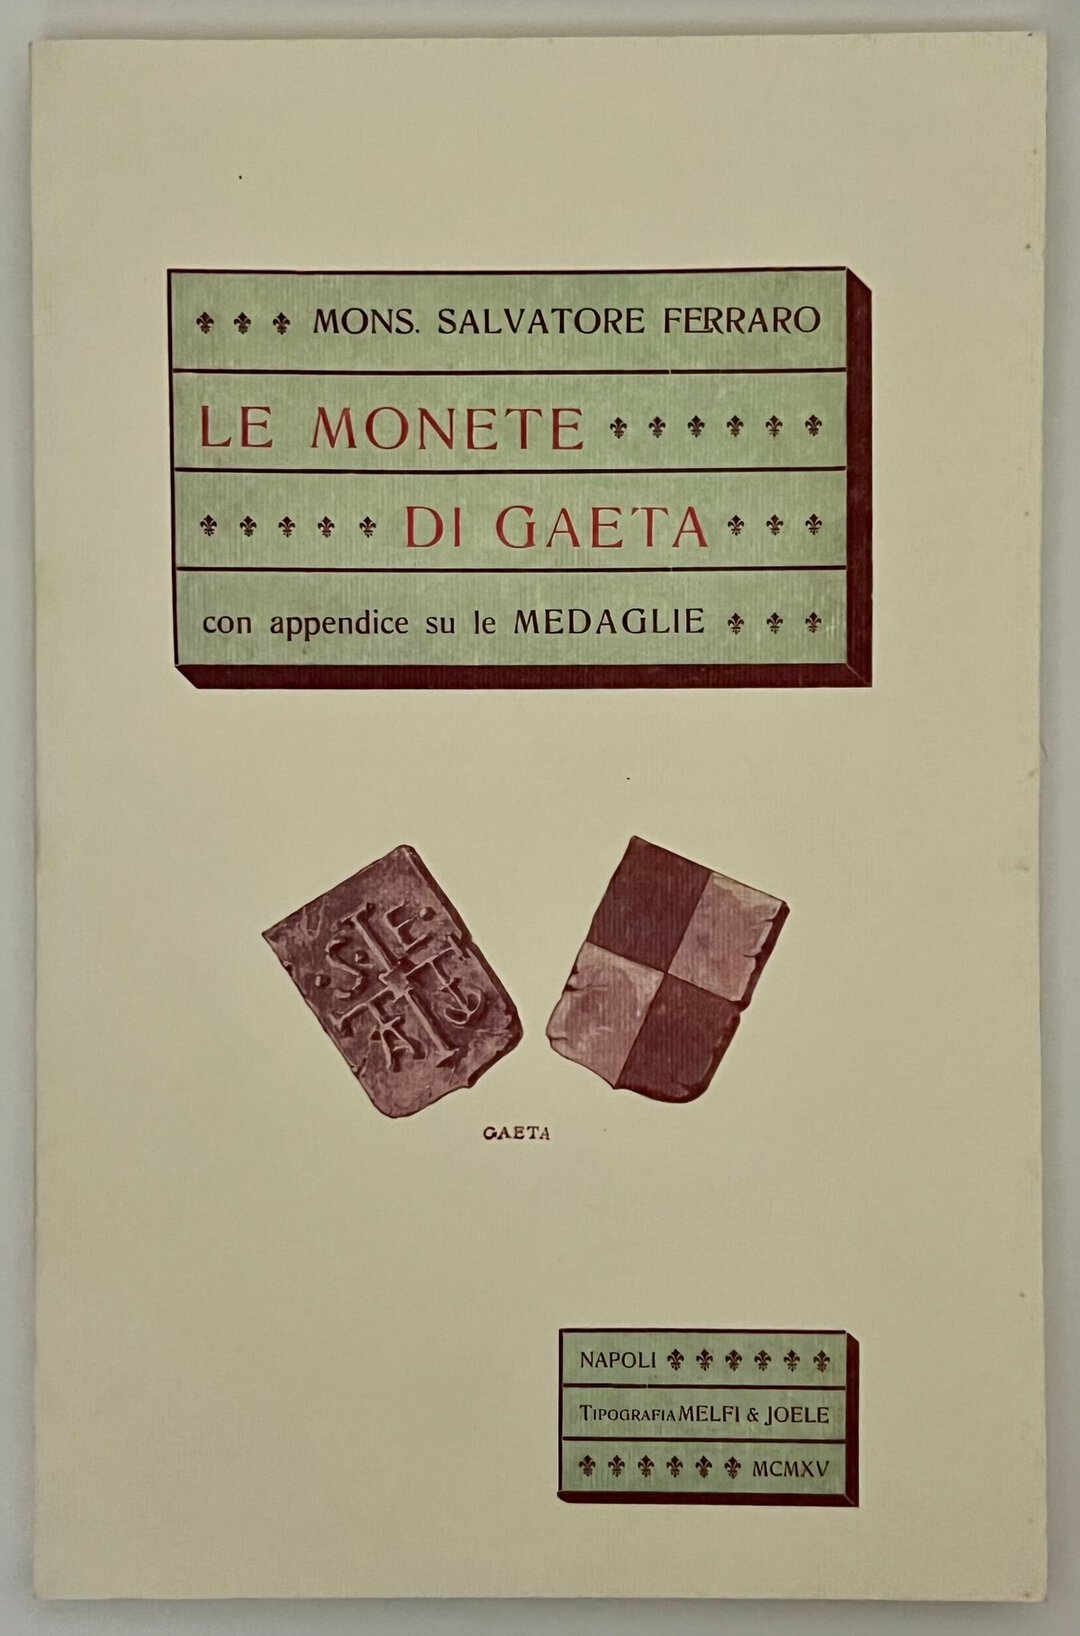 MONS. SALVATORE FERRARO
LE MONETE
DI GAETA
con appendice su le MEDAGLIE
GAETA
NAPOLI
TIPOGRAFIA MELFI & JOELE
MCMXV